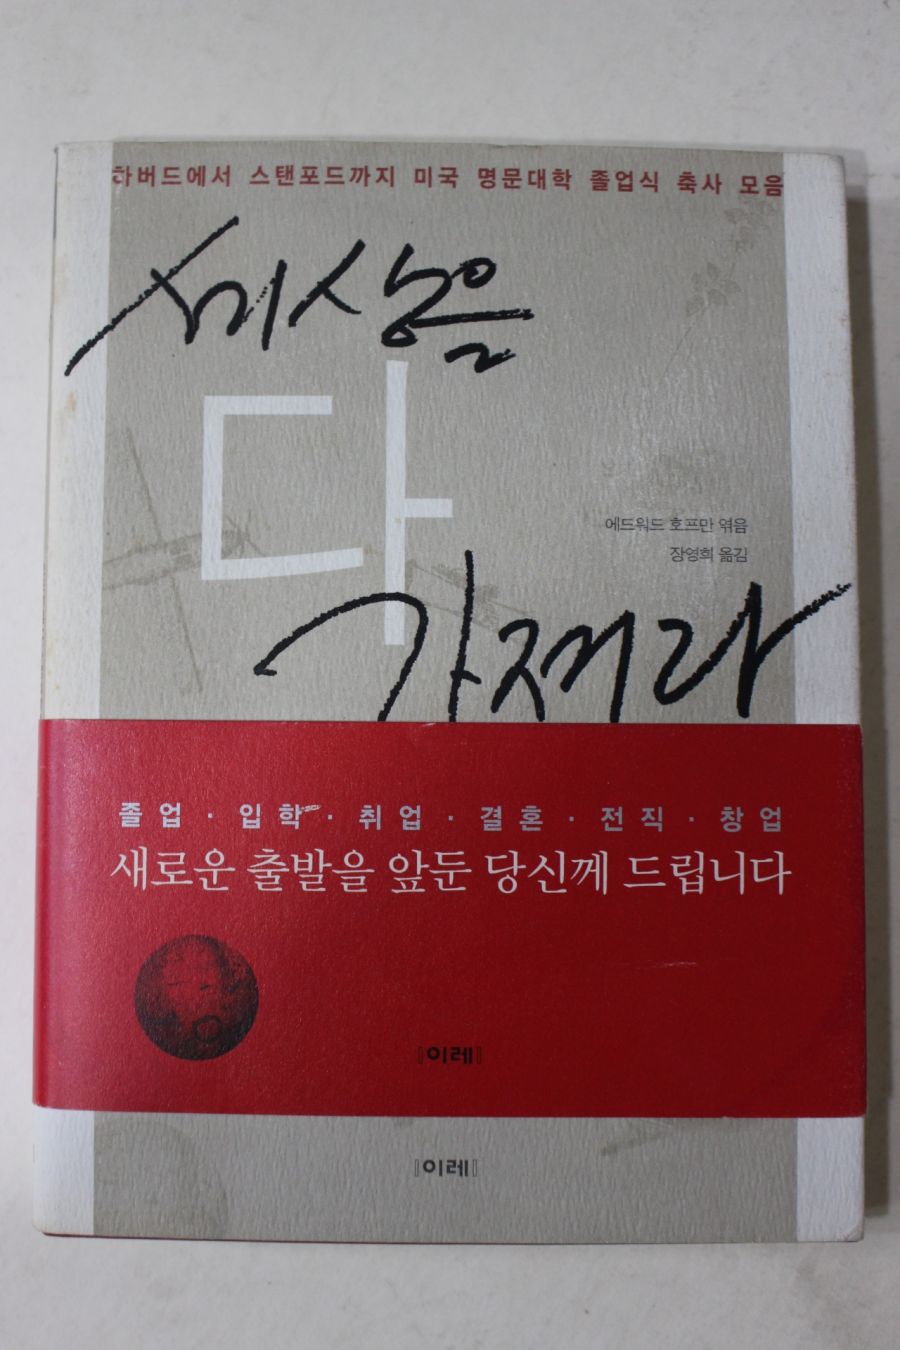 하버드에서 스탠포드까지 미국 명문대학 졸업식 축사 모음
세상을
다
에드워드 호프만 엮음
장영희 옮김
가져라
졸업 · 입학 · 취업 · 결혼 · 전직 · 창업
새로운 출발을 앞둔 당신께 드립니다
이레
이레